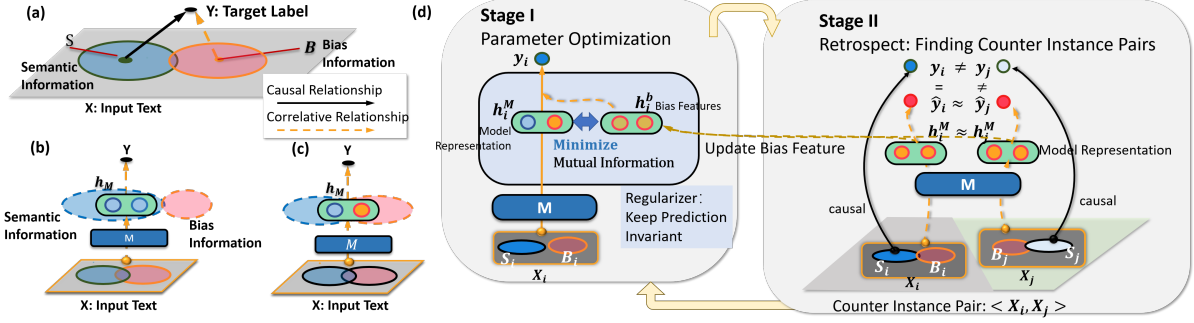 (a)
Y: Target Label
S
B
Semantic
Information
Bias
Information
X: Input Text
Causal Relationship
Correlative Relationship
(b)
Y
h_M
Semantic
Information
Bias
Information
M
X: Input Text
(c)
Y
h_M
M
X: Input Text
(d)
Stage I
Parameter Optimization
y_i
h_i^M
h_i^b Bias Features
Model
Representation
Minimize
Mutual Information
M
Regularizer:
Keep Prediction
Invariant
S_i
B_i
X_i
Update Bias Feature
Stage II
Retrospect: Finding Counter Instance Pairs
y_i ≠ y_j
= ≠
ŷ_i ≈ ŷ_j
h_i^M ≈ h_i^M
Model Representation
M
causal
causal
S_i
B_i
X_i
B_j
S_j
X_j
Counter Instance Pair: < X_i, X_j >